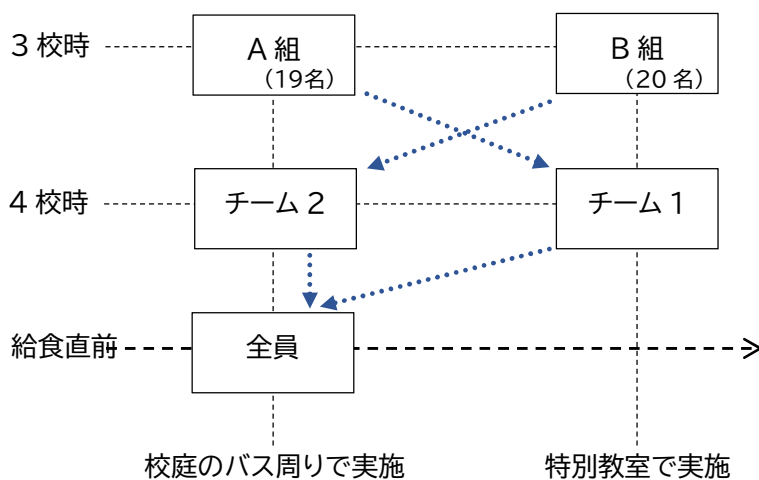 3 校時
A 組
(19名)
B 組
(20 名)
4 校時
チーム 2
チーム 1
給食直前
全員
校庭のバス周りで実施
特別教室で実施